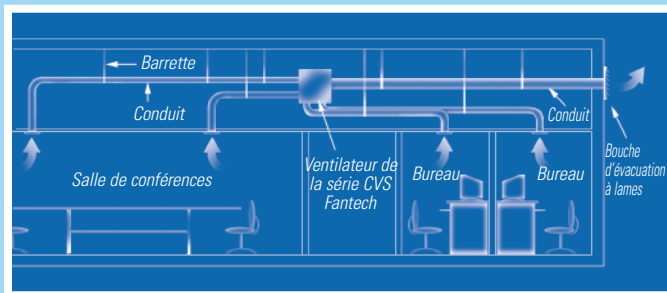 Barrette
Conduit
Salle de conférences
Ventilateur de
la série CVS
Fantech
Bureau
Bureau
Conduit
Bouche
d'évacuation
à lames